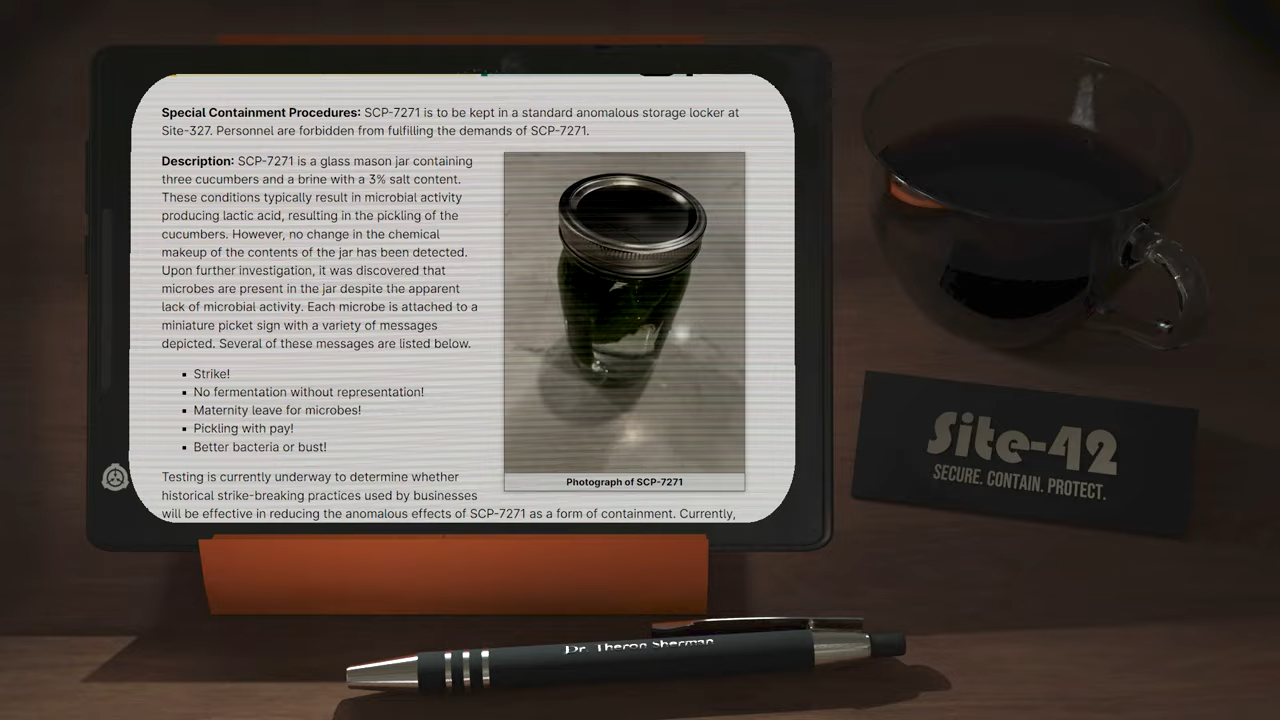 Special Containment Procedures: SCP-7271 is to be kept in a standard anomalous storage locker at
Site-327. Personnel are forbidden from fulfilling the demands of SCP-7271.
Description: SCP-7271 is a glass mason jar containing
three cucumbers and a brine with a 3% salt content.
These conditions typically result in microbial activity
producing lactic acid, resulting in the pickling of the
cucumbers. However, no change in the chemical
makeup of the contents of the jar has been detected.
Upon further investigation, it was discovered that
microbes are present in the jar despite the apparent
lack of microbial activity. Each microbe is attached to a
miniature picket sign with a variety of messages
depicted. Several of these messages are listed below.
▪ Strike!
▪ No fermentation without representation!
▪ Maternity leave for microbes!
▪ Pickling with pay!
▪ Better bacteria or bust!
Photograph of SCP-7271
Testing is currently underway to determine whether
historical strike-breaking practices used by businesses
will be effective in reducing the anomalous effects of SCP-7271 as a form of containment. Currently,
Site-42
SECURE. CONTAIN. PROTECT.
Dr. Theron Sherman